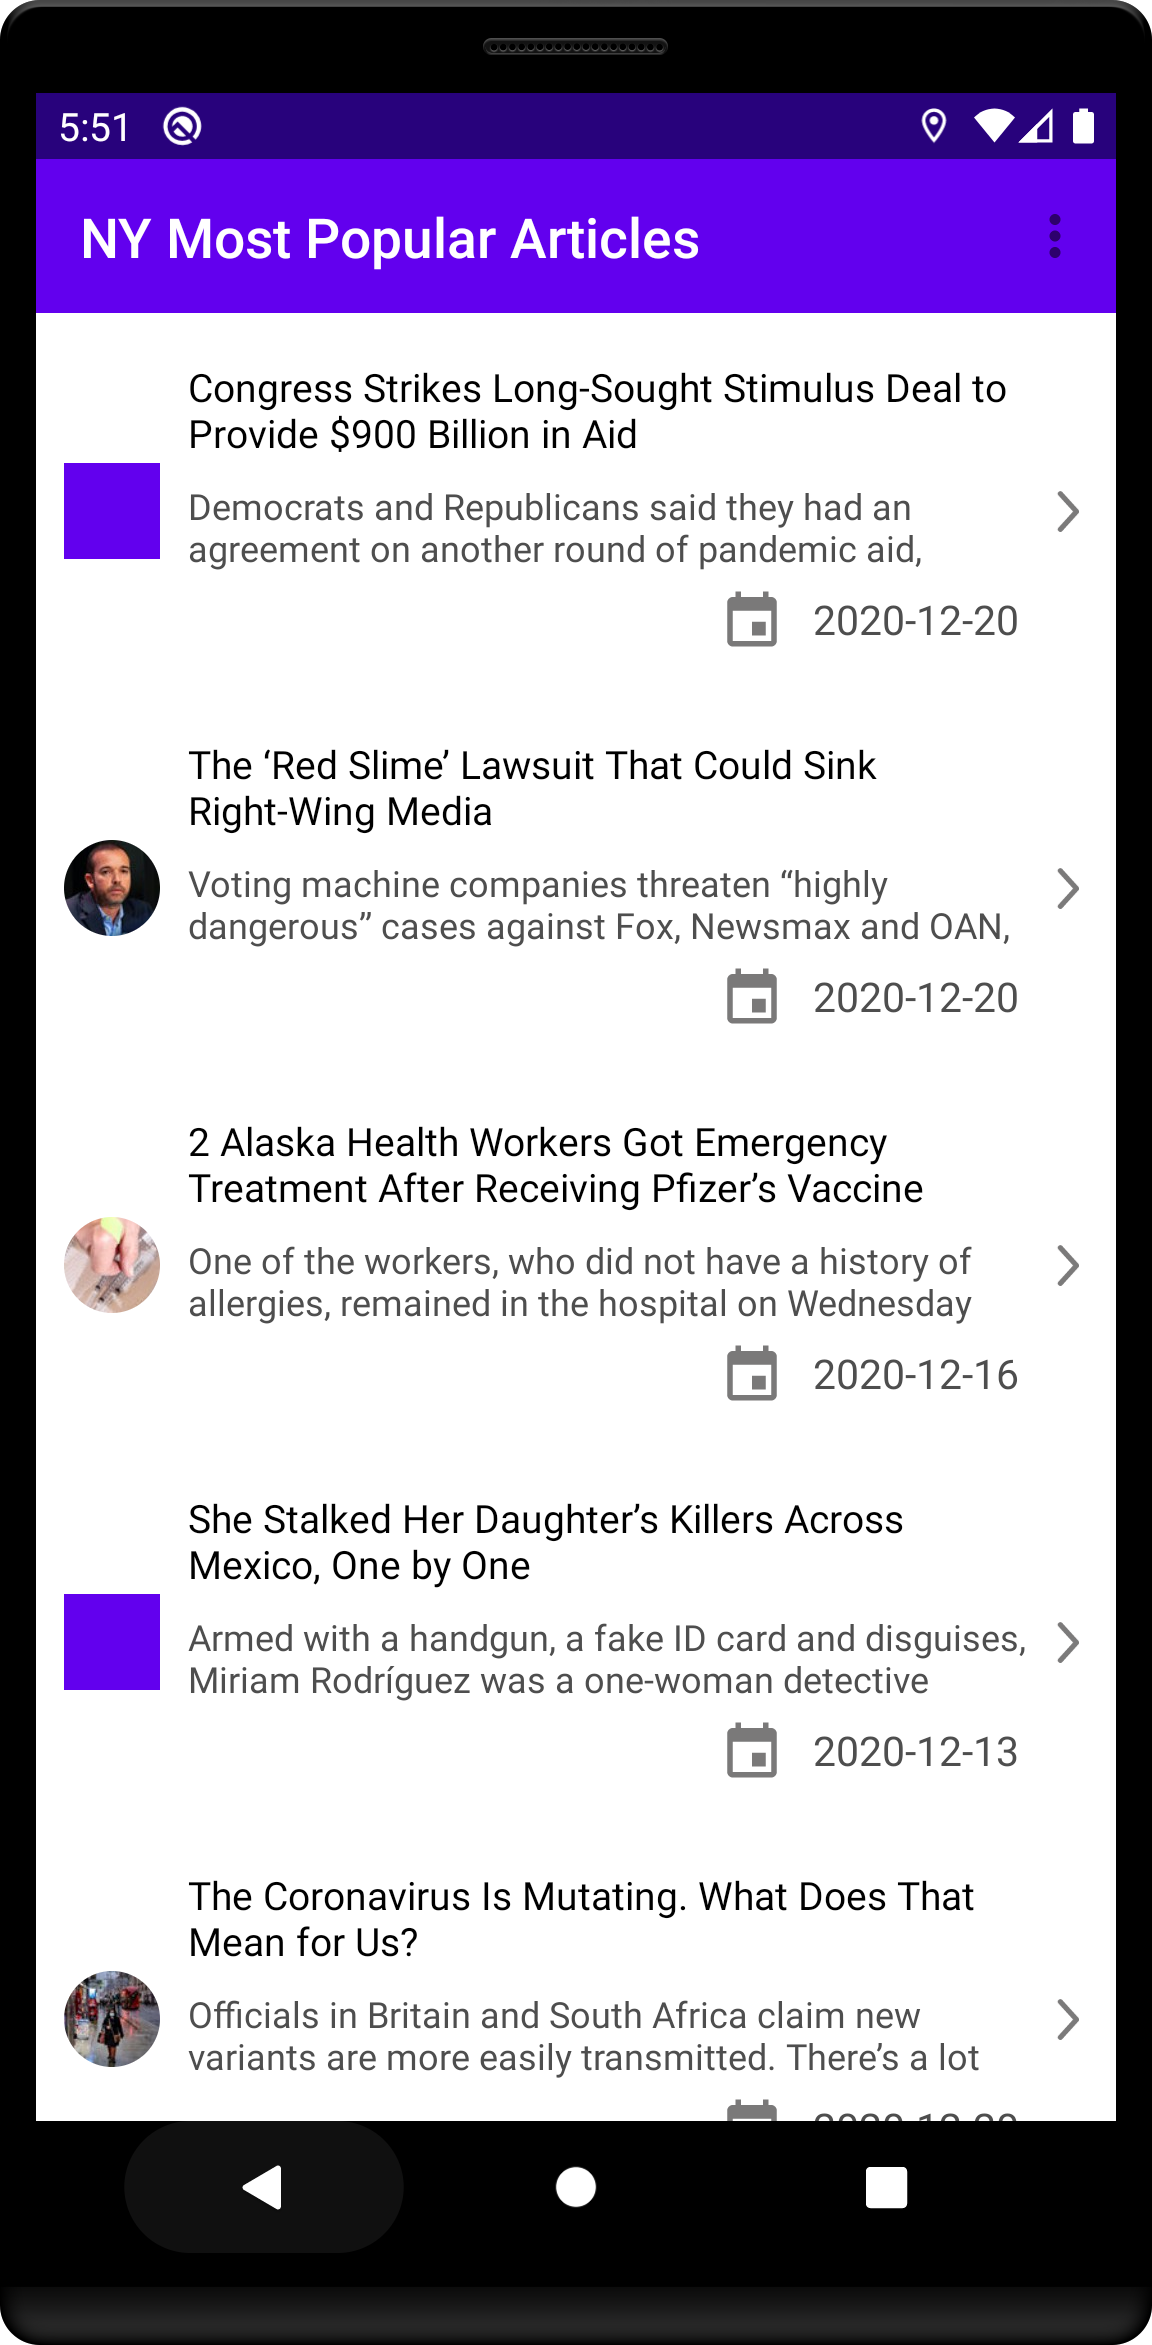 5:51
NY Most Popular Articles
Congress Strikes Long-Sought Stimulus Deal to
Provide $900 Billion in Aid
Democrats and Republicans said they had an
agreement on another round of pandemic aid,
2020-12-20
The ‘Red Slime’ Lawsuit That Could Sink
Right-Wing Media
Voting machine companies threaten “highly
dangerous” cases against Fox, Newsmax and OAN,
2020-12-20
2 Alaska Health Workers Got Emergency
Treatment After Receiving Pfizer’s Vaccine
One of the workers, who did not have a history of
allergies, remained in the hospital on Wednesday
2020-12-16
She Stalked Her Daughter’s Killers Across
Mexico, One by One
Armed with a handgun, a fake ID card and disguises,
Miriam Rodríguez was a one-woman detective
2020-12-13
The Coronavirus Is Mutating. What Does That
Mean for Us?
Officials in Britain and South Africa claim new
variants are more easily transmitted. There’s a lot